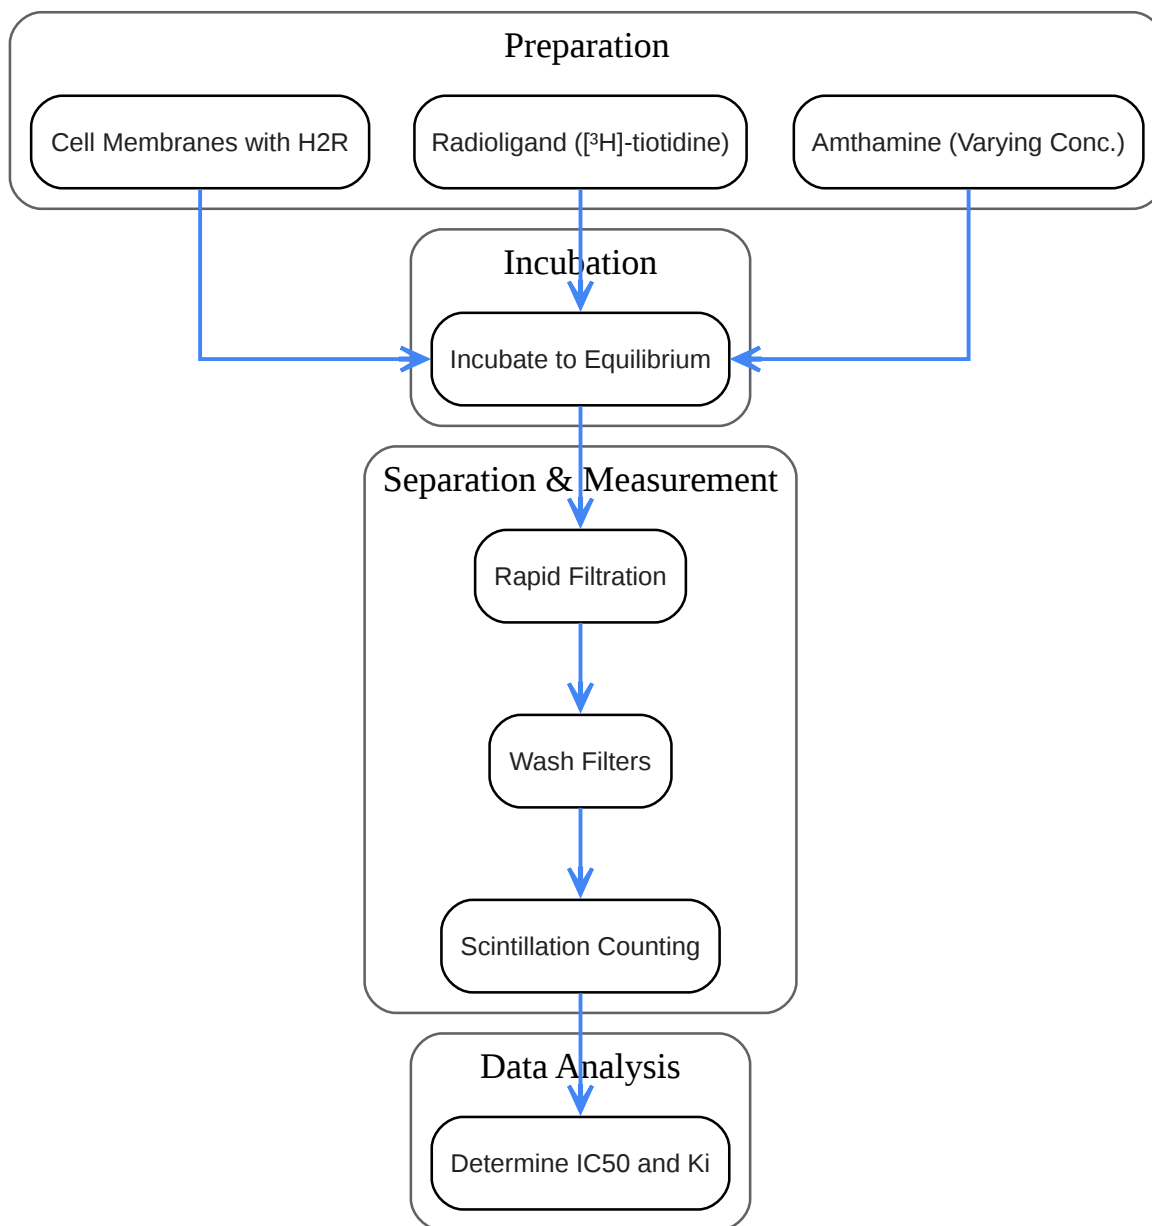 Preparation
Cell Membranes with H2R
Radioligand ([³H]-tiotidine)
Amthamine (Varying Conc.)
Incubation
Incubate to Equilibrium
Separation & Measurement
Rapid Filtration
Wash Filters
Scintillation Counting
Data Analysis
Determine IC50 and Ki